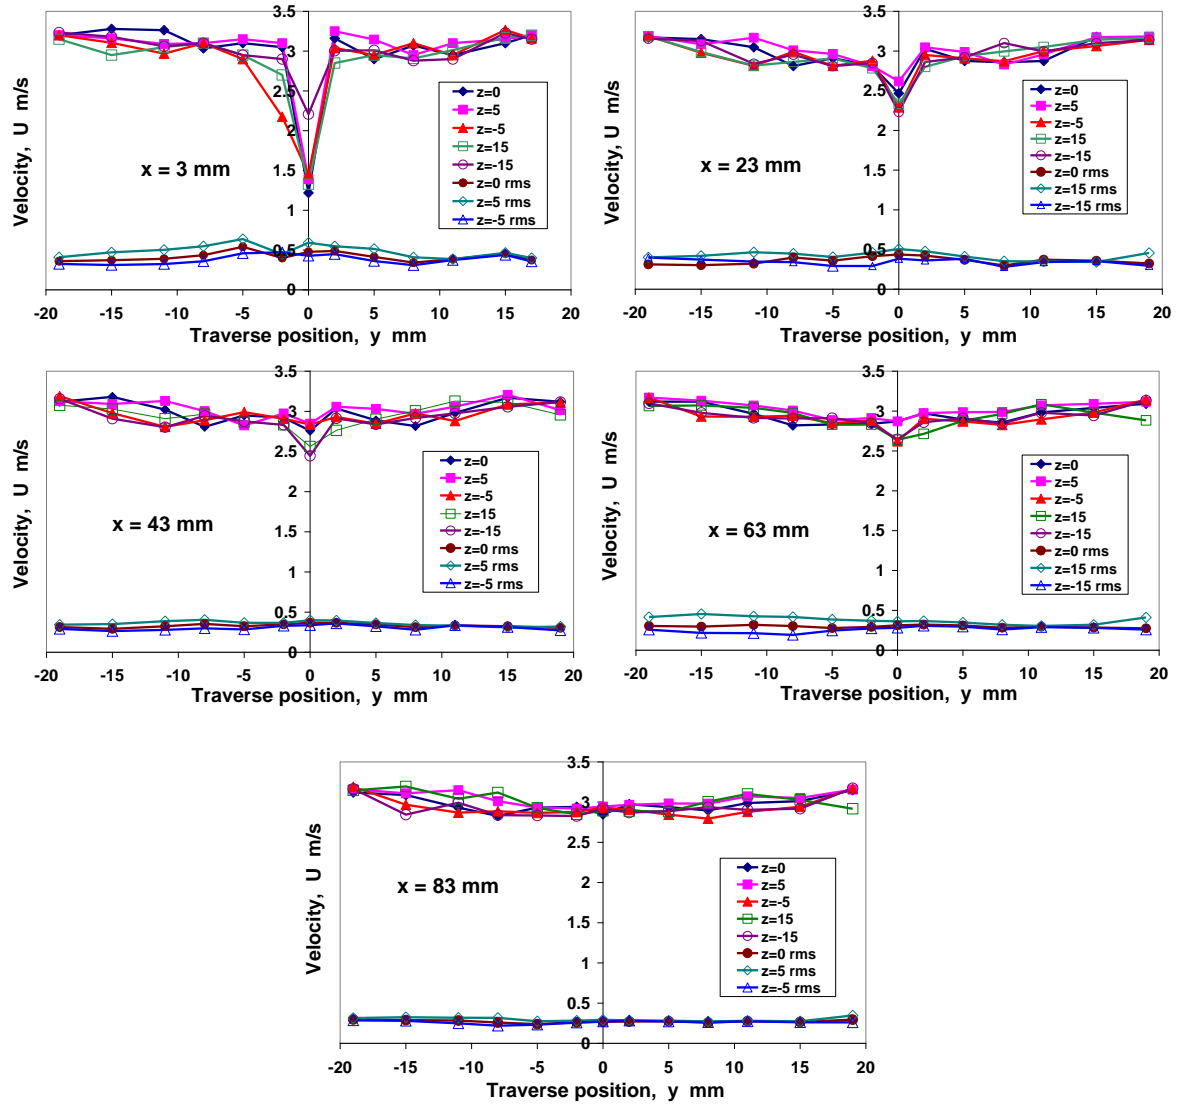 3.5
3
2.5
2
1.5
1
0.5
0
-20 -15 -10 -5 0 5 10 15 20
Velocity, U m/s
Traverse position, y mm
x = 3 mm
z=0
z=5
z=-5
z=15
z=-15
z=0 rms
z=5 rms
z=-5 rms
3.5
3
2.5
2
1.5
1
0.5
0
-20 -15 -10 -5 0 5 10 15 20
Velocity, U m/s
Traverse position, y mm
x = 23 mm
z=0
z=5
z=-5
z=15
z=-15
z=0 rms
z=15 rms
z=-15 rms
3.5
3
2.5
2
1.5
1
0.5
0
-20 -15 -10 -5 0 5 10 15 20
Velocity, U m/s
Traverse position, y mm
x = 43 mm
z=0
z=5
z=-5
z=15
z=-15
z=0 rms
z=5 rms
z=-5 rms
3.5
3
2.5
2
1.5
1
0.5
0
-20 -15 -10 -5 0 5 10 15 20
Velocity, U m/s
Traverse position, y mm
x = 63 mm
z=0
z=5
z=-5
z=15
z=-15
z=0 rms
z=15 rms
z=-15 rms
3.5
3
2.5
2
1.5
1
0.5
0
-20 -15 -10 -5 0 5 10 15 20
Velocity, U m/s
Traverse position, y mm
x = 83 mm
z=0
z=5
z=-5
z=15
z=-15
z=0 rms
z=5 rms
z=-5 rms